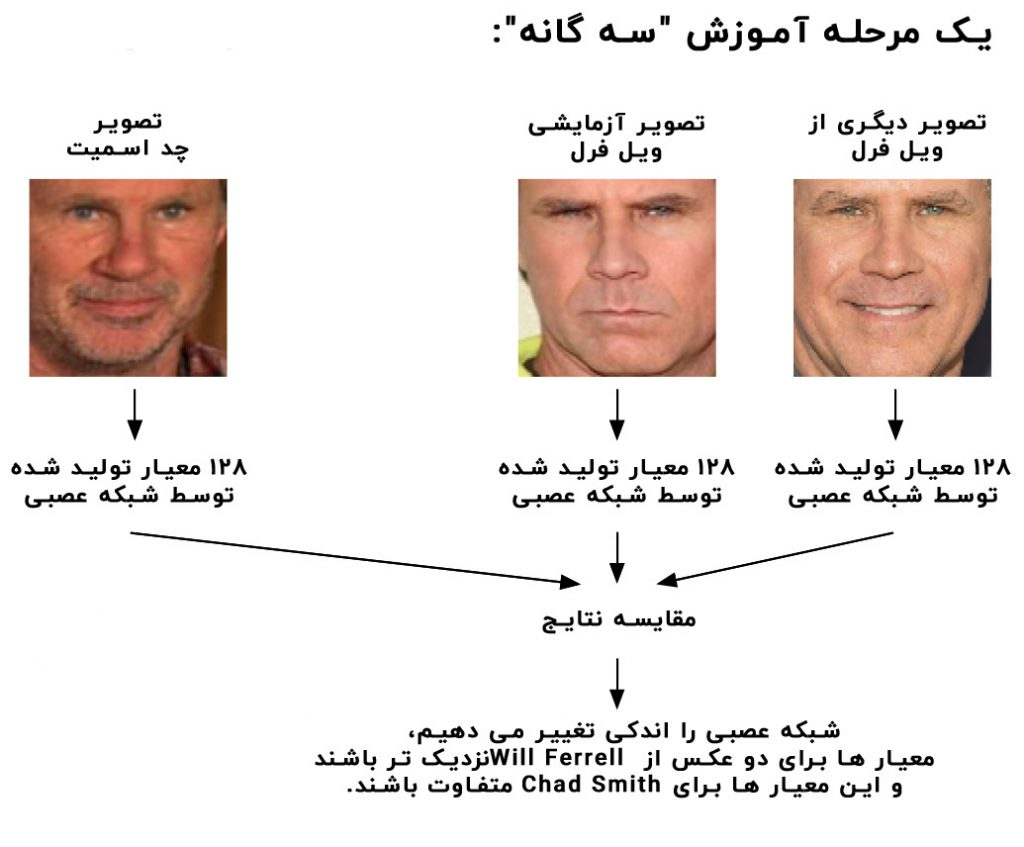 یک مرحله آموزش "سه گانه":
تصویر دیگری از
ویل فرل
تصویر آزمایشی
ویل فرل
تصویر
چد اسمیت
۱۲۸ معیار تولید شده
توسط شبکه عصبی
۱۲۸ معیار تولید شده
توسط شبکه عصبی
۱۲۸ معیار تولید شده
توسط شبکه عصبی
مقایسه نتایج
شبکه عصبی را اندکی تغییر می دهیم،
معیار ها برای دو عکس از Will Ferrellنزدیک تر باشند
و این معیار ها برای Chad Smith متفاوت باشند.